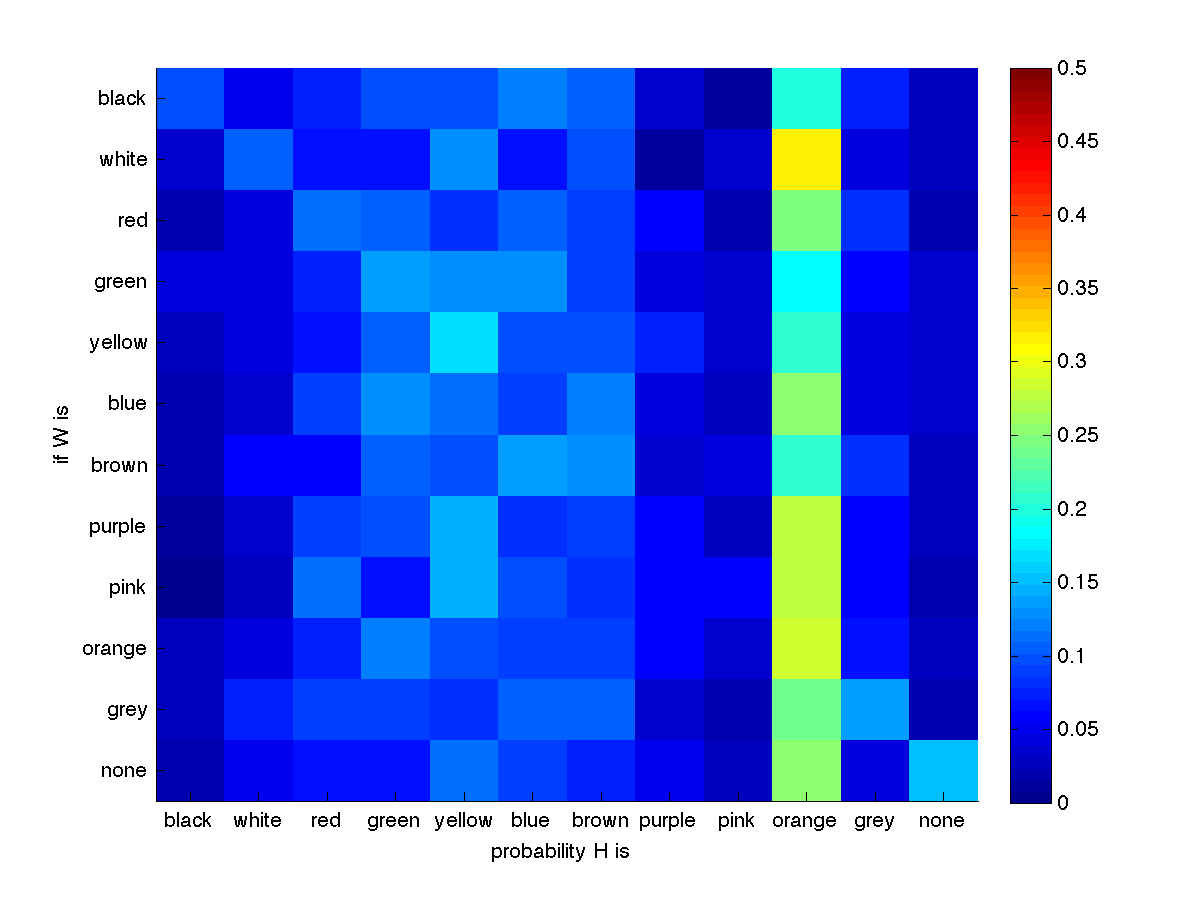 if W is
black
white
red
green
yellow
blue
brown
purple
pink
orange
grey
none
black white red green yellow blue brown purple pink orange grey none
probability H is
0.5
0.45
0.4
0.35
0.3
0.25
0.2
0.15
0.1
0.05
0